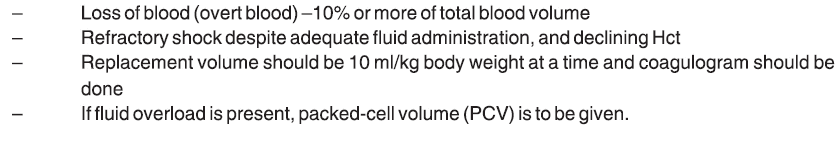 – Loss of blood (overt blood) –10% or more of total blood volume
– Refractory shock despite adequate fluid administration, and declining Hct
– Replacement volume should be 10 ml/kg body weight at a time and coagulogram should be
done
– If fluid overload is present, packed-cell volume (PCV) is to be given.